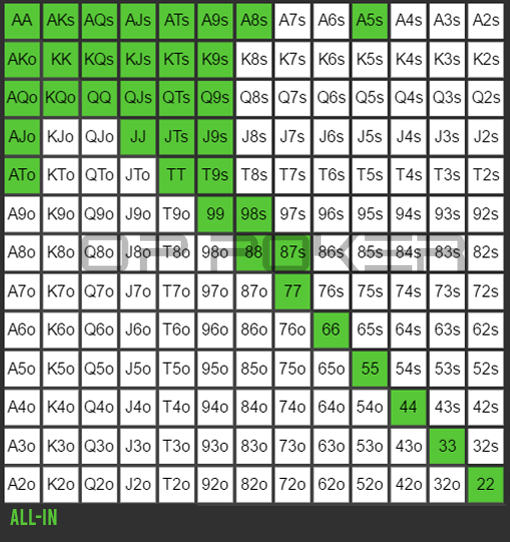 AA AKs AQs AJs ATs A9s A8s A7s A6s A5s A4s A3s A2s
AKo KK KQs KJs KTs K9s K8s K7s K6s K5s K4s K3s K2s
AQo KQo QQ QJs QTs Q9s Q8s Q7s Q6s Q5s Q4s Q3s Q2s
AJo KJo QJo JJ JTs J9s J8s J7s J6s J5s J4s J3s J2s
ATo KTo QTo JTo TT T9s T8s T7s T6s T5s T4s T3s T2s
A9o K9o Q9o J9o T9o 99 98s 97s 96s 95s 94s 93s 92s
A8o K8o Q8o J8o T8o 98o 88 87s 86s 85s 84s 83s 82s
OP POKER
A7o K7o Q7o J7o T7o 97o 87o 77 76s 75s 74s 73s 72s
A6o K6o Q6o J6o T6o 96o 86o 76o 66 65s 64s 63s 62s
A5o K5o Q5o J5o T5o 95o 85o 75o 65o 55 54s 53s 52s
A4o K4o Q4o J4o T4o 94o 84o 74o 64o 54o 44 43s 42s
A3o K3o Q3o J3o T3o 93o 83o 73o 63o 53o 43o 33 32s
A2o K2o Q2o J2o T2o 92o 82o 72o 62o 52o 42o 32o 22
ALL-IN